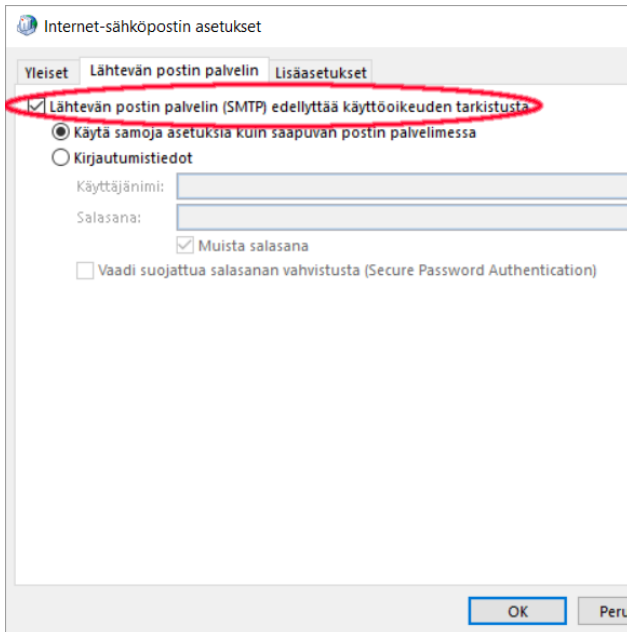 Internet-sähköpostin asetukset
Yleiset Lähtevän postin palvelin Lisäasetukset
Lähtevän postin palvelin (SMTP) edellyttää käyttöoikeuden tarkistusta
Käytä samoja asetuksia kuin saapuvan postin palvelimessa
Kirjautumistiedot
Käyttäjänimi:
Salasana:
Muista salasana
Vaadi suojattua salasanan vahvistusta (Secure Password Authentication)
OK Peru